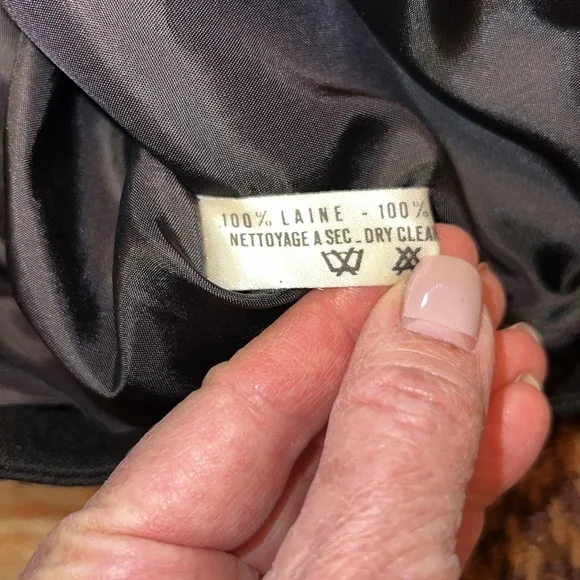 100% LAINE - 100%
NETTOYAGE A SEC - DRY CLEA